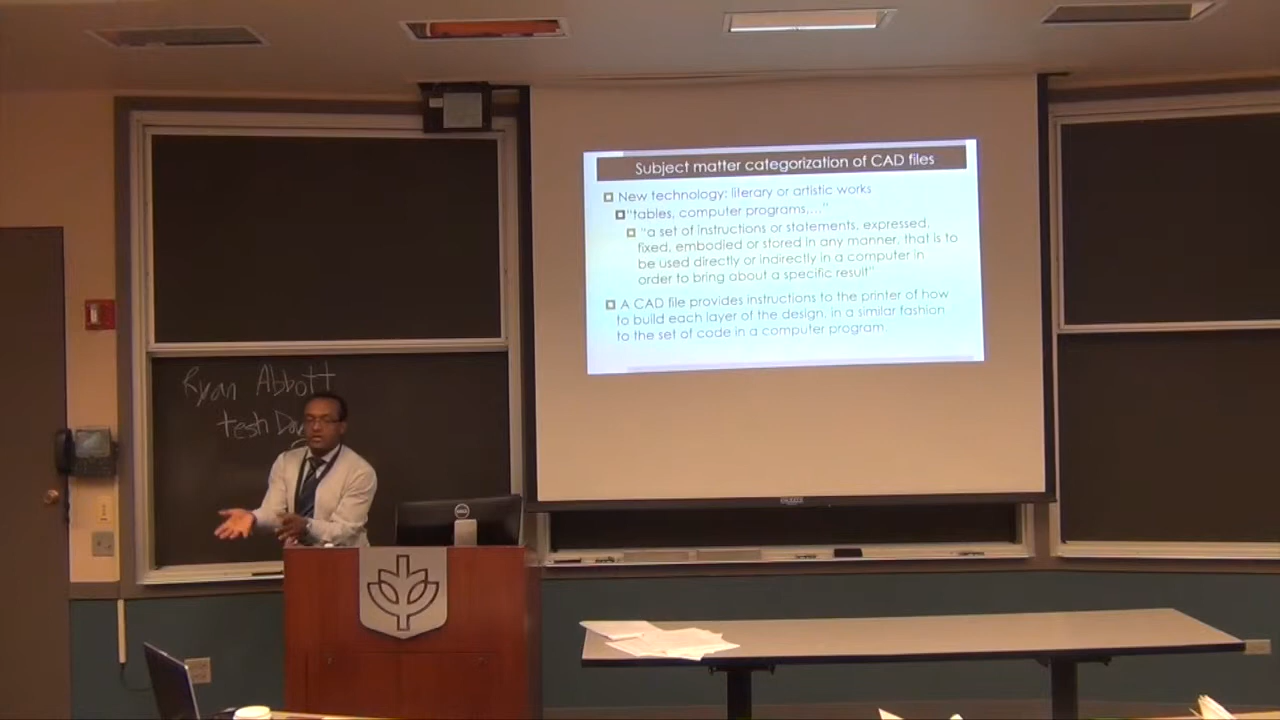 Subject matter categorization of CAD files
New technology: literary or artistic works
"tables, computer programs,…"
"a set of instructions or statements, expressed,
fixed, embodied or stored in any manner, that is to
be used directly or indirectly in a computer in
order to bring about a specific result"
A CAD file provides instructions to the printer of how
to build each layer of the design, in a similar fashion
to the set of code in a computer program.
Ryan Abbott
DELL